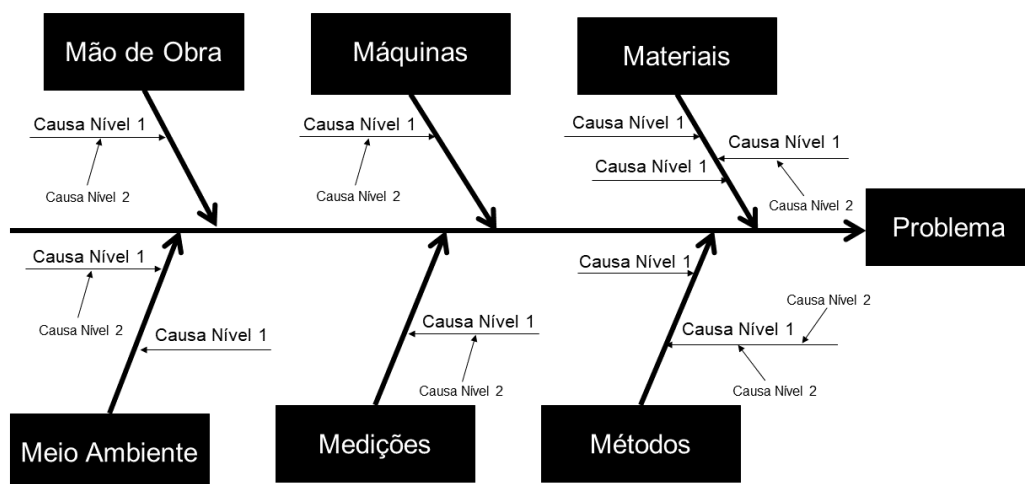 Mão de Obra
Máquinas
Materiais
Causa Nível 1
Causa Nível 2
Causa Nível 1
Causa Nível 2
Causa Nível 1
Causa Nível 1
Causa Nível 1
Causa Nível 2
Problema
Causa Nível 1
Causa Nível 2
Causa Nível 1
Causa Nível 1
Causa Nível 2
Causa Nível 1
Causa Nível 2
Causa Nível 1
Causa Nível 2
Meio Ambiente
Medições
Métodos